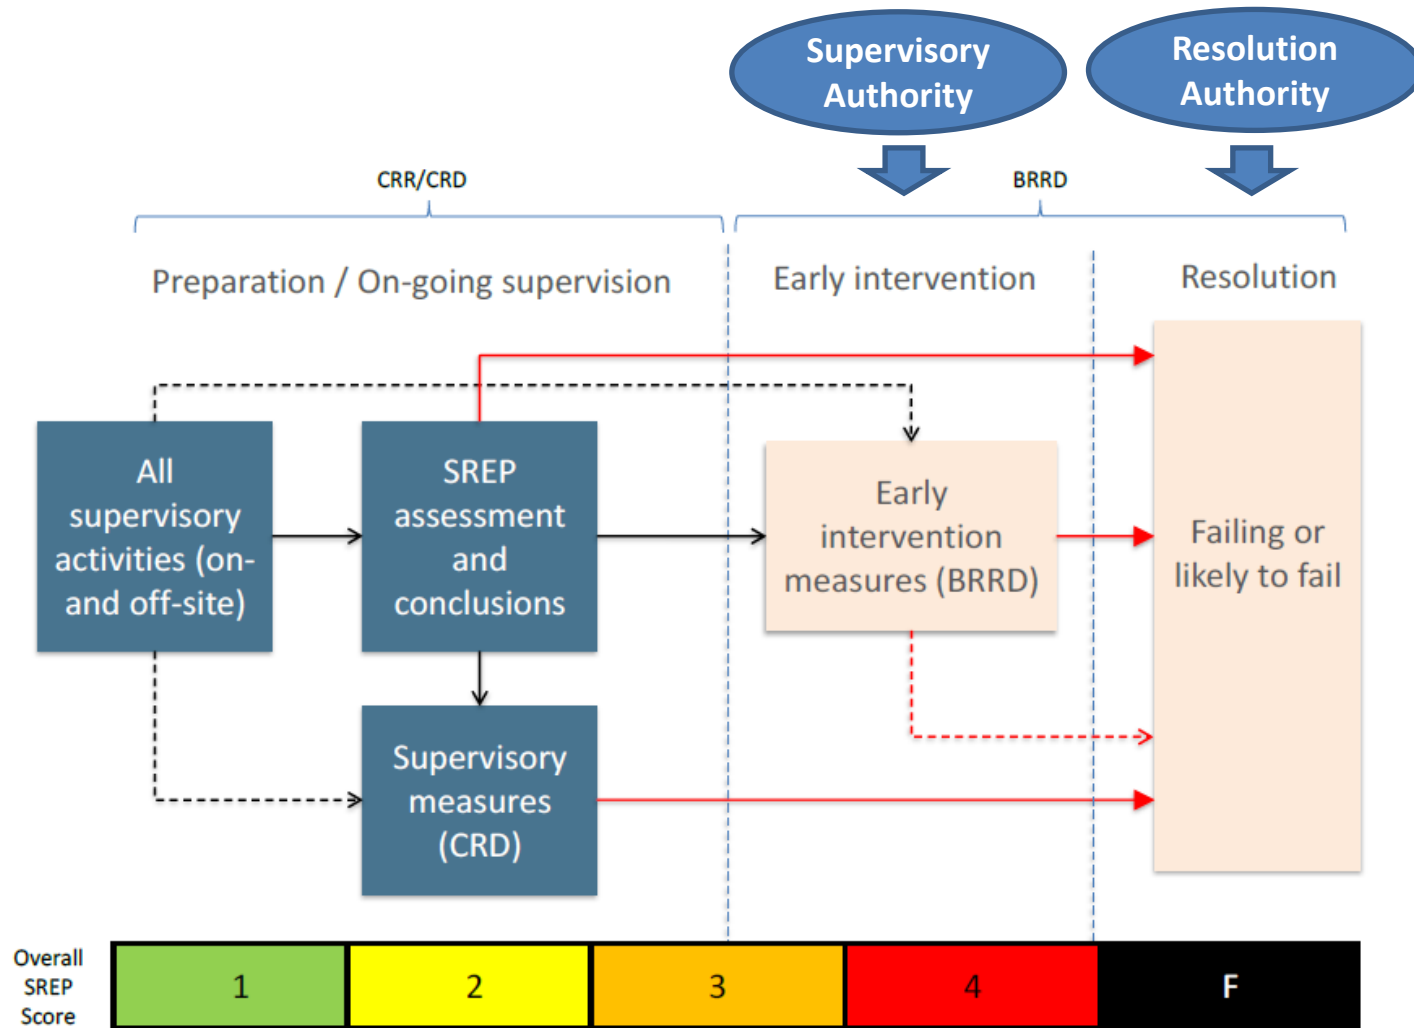 Supervisory
Authority
Resolution
Authority
CRR/CRD
BRRD
Preparation / On-going supervision
Early intervention
Resolution
All
supervisory
activities (on-
and off-site)
SREP
assessment
and
conclusions
Early
intervention
measures (BRRD)
Failing or
likely to fail
Supervisory
measures
(CRD)
Overall
SREP
Score
1
2
3
4
F